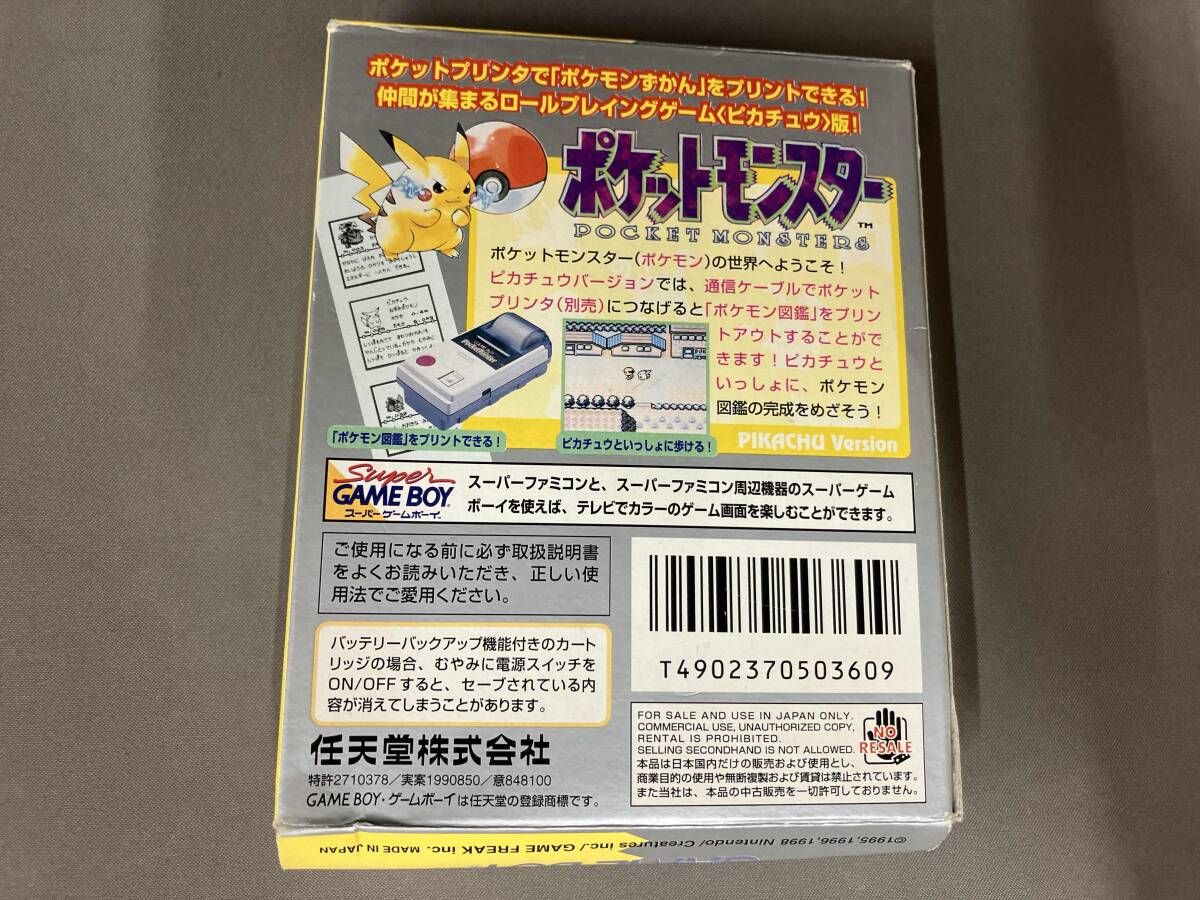 ポケットプリンタで「ポケモンずかん」をプリントできる!
仲間が集まるロールプレイングゲーム〈ピカチュウ〉版!
ポケットモンスター™
POCKET MONSTERS
ポケットモンスター(ポケモン)の世界へようこそ!
ピカチュウバージョンでは、通信ケーブルでポケット
プリンタ(別売)につなげると「ポケモン図鑑」をプリン
トアウトすることがで
きます!ピカチュウと
いっしょに、ポケモン
図鑑の完成をめざそう!
PIKACHU Version
ピカチュウ
「ポケモン図鑑」をプリントできる!
ピカチュウといっしょに歩ける!
Super
GAME BOY
スーパーゲームボーイ
スーパーファミコンと、スーパーファミコン周辺機器のスーパーゲーム
ボーイを使えば、テレビでカラーのゲーム画面を楽しむことができます。
ご使用になる前に必ず取扱説明書
をよくお読みいただき、正しい使
用法でご愛用ください。
バッテリーバックアップ機能付きのカート
リッジの場合、むやみに電源スイッチを
ON/OFFすると、セーブされている内
容が消えてしまうことがあります。
任天堂株式会社
特許2710378/実案1990850/意848100
GAME BOY・ゲームボーイは任天堂の登録商標です。
T4902370503609
FOR SALE AND USE IN JAPAN ONLY.
COMMERCIAL USE, UNAUTHORIZED COPY,
RENTAL IS PROHIBITED.
SELLING SECONDHAND IS NOT ALLOWED.
本品は日本国内だけの販売および使用とし、
商業目的の使用や無断複製および賃貸は禁止されています。
また当社は、本品の中古販売を一切許可しておりません。
NO
RESALE
©1995,1996,1998 Nintendo/Creatures inc./GAME FREAK inc. MADE IN JAPAN